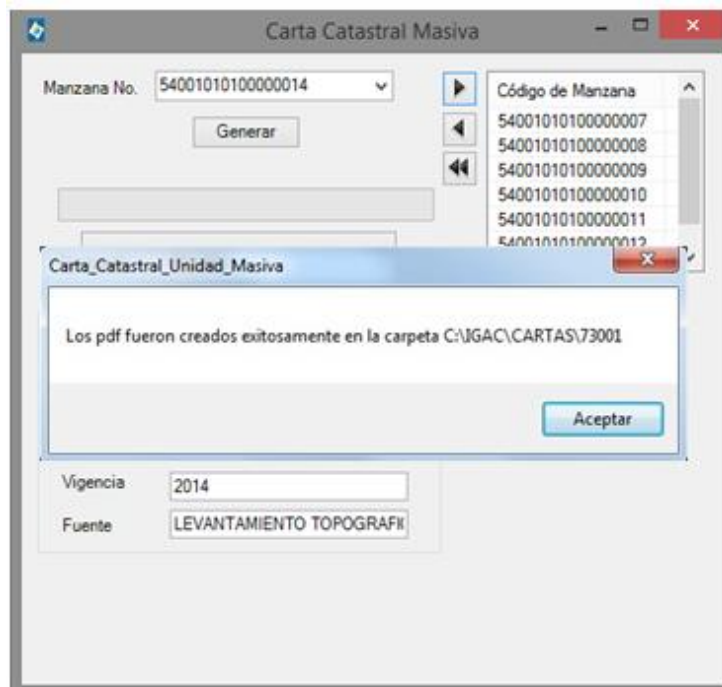 Carta Catastral Masiva
Manzana No.
54001010100000014
Generar
Código de Manzana
54001010100000007
54001010100000008
54001010100000009
54001010100000010
54001010100000011
54001010100000012
Carta_Catastral_Unidad_Masiva
Los pdf fueron creados exitosamente en la carpeta C:\IGAC\CARTAS\73001
Aceptar
Vigencia
2014
Fuente
LEVANTAMIENTO TOPOGRAFI